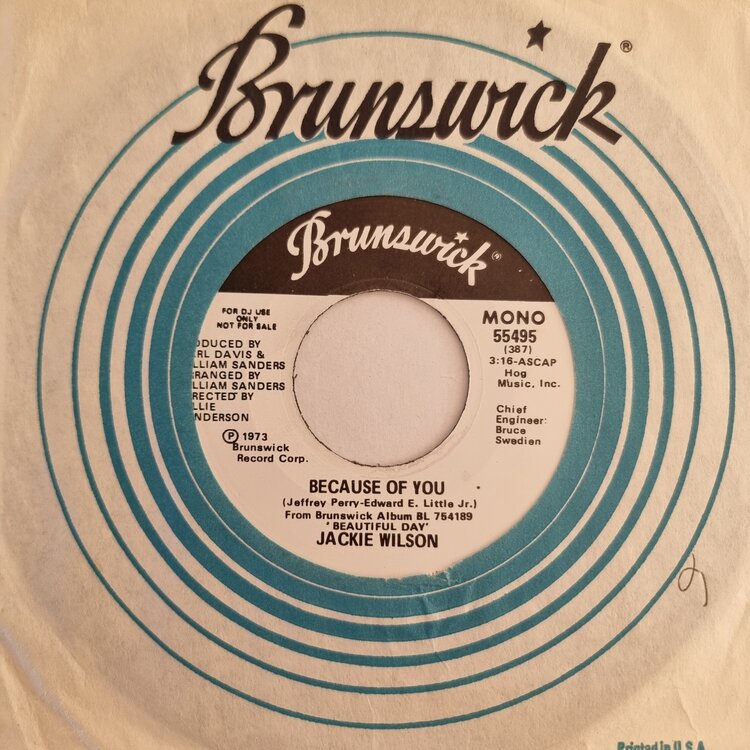 Brunswick®
Brunswick®
FOR DJ USE
ONLY
NOT FOR SALE
MONO
55495
(387)
3:16-ASCAP
Hog
Music, Inc.
ODUCED BY
RL DAVIS &
LLIAM SANDERS
RANGED BY
LLIAM SANDERS
RECTED BY
LLIE
NDERSON
Chief
Engineer:
Bruce
Swedien
Ⓟ 1973
Brunswick
Record Corp.
BECAUSE OF YOU
(Jeffrey Perry-Edward E. Little Jr.)
From Brunswick Album BL 754189
'BEAUTIFUL DAY'
JACKIE WILSON
Printed in U.S.A.